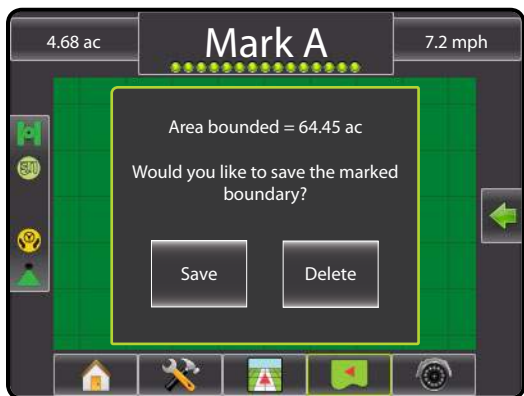 4.68 ac
Mark A
7.2 mph
Area bounded = 64.45 ac
Would you like to save the marked
boundary?
Save
Delete